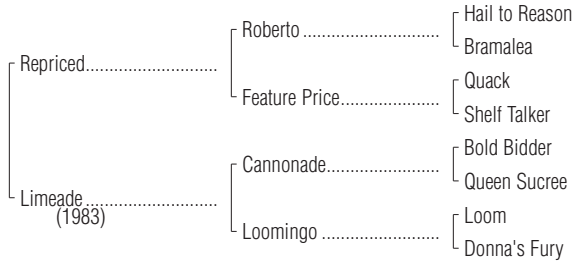 Hail to Reason
Roberto
Bramalea
Repriced
Quack
Feature Price
Shelf Talker
Bold Bidder
Cannonade
Queen Sucree
Limeade
(1983)
Loom
Loomingo
Donna's Fury